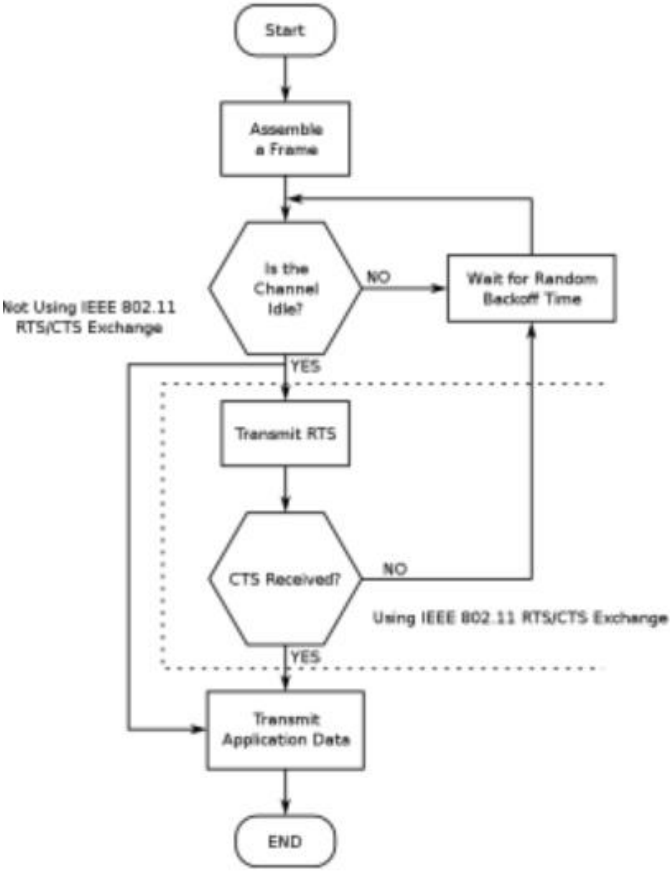 Start
Assemble
a Frame
Is the
Channel
Idle?
NO
Wait for Random
Backoff Time
Not Using IEEE 802.11
RTS/CTS Exchange
YES
Transmit RTS
CTS Received?
NO
Using IEEE 802.11 RTS/CTS Exchange
YES
Transmit
Application Data
END